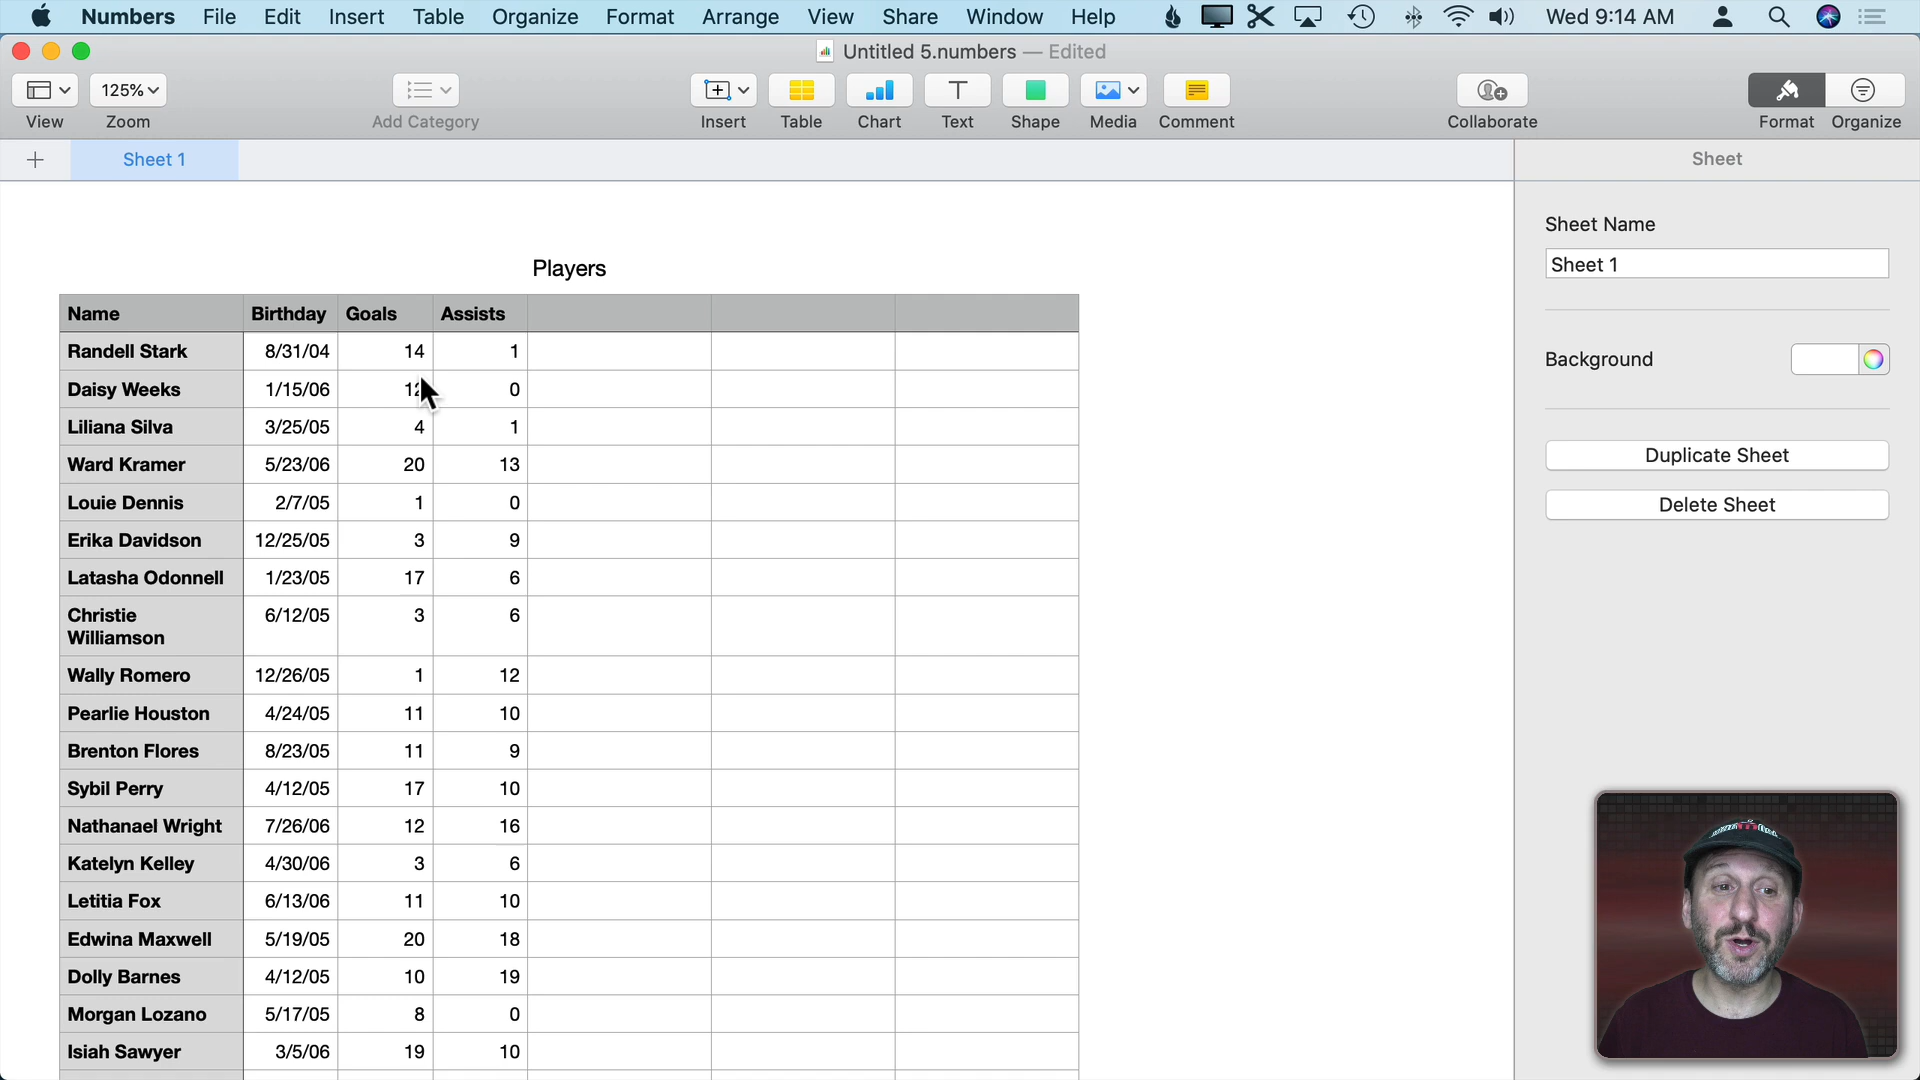 Numbers File Edit Insert Table Organize Format Arrange View Share Window Help Wed 9:14 AM
Untitled 5.numbers — Edited
125%
View Zoom Add Category Insert Table Chart Text Shape Media Comment Collaborate Format Organize
Sheet 1 Sheet
Sheet Name
Sheet 1
Background
Duplicate Sheet
Delete Sheet
Players
Name Birthday Goals Assists
Randell Stark 8/31/04 14 1
Daisy Weeks 1/15/06 12 0
Liliana Silva 3/25/05 4 1
Ward Kramer 5/23/06 20 13
Louie Dennis 2/7/05 1 0
Erika Davidson 12/25/05 3 9
Latasha Odonnell 1/23/05 17 6
Christie 6/12/05 3 6
Williamson
Wally Romero 12/26/05 1 12
Pearlie Houston 4/24/05 11 10
Brenton Flores 8/23/05 11 9
Sybil Perry 4/12/05 17 10
Nathanael Wright 7/26/06 12 16
Katelyn Kelley 4/30/06 3 6
Letitia Fox 6/13/06 11 10
Edwina Maxwell 5/19/05 20 18
Dolly Barnes 4/12/05 10 19
Morgan Lozano 5/17/05 8 0
Isiah Sawyer 3/5/06 19 10